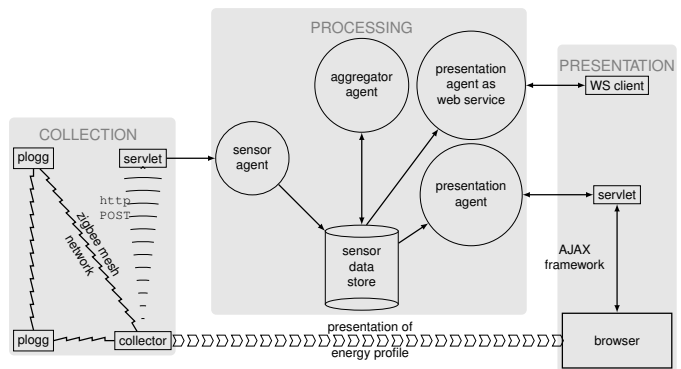 PROCESSING
aggregator
agent
presentation
agent as
web service
PRESENTATION
WS client
COLLECTION
plogg
servlet
sensor
agent
http
POST
zigbee mesh
network
presentation
agent
servlet
sensor
data
store
AJAX
framework
plogg
collector
presentation of
energy profile
browser